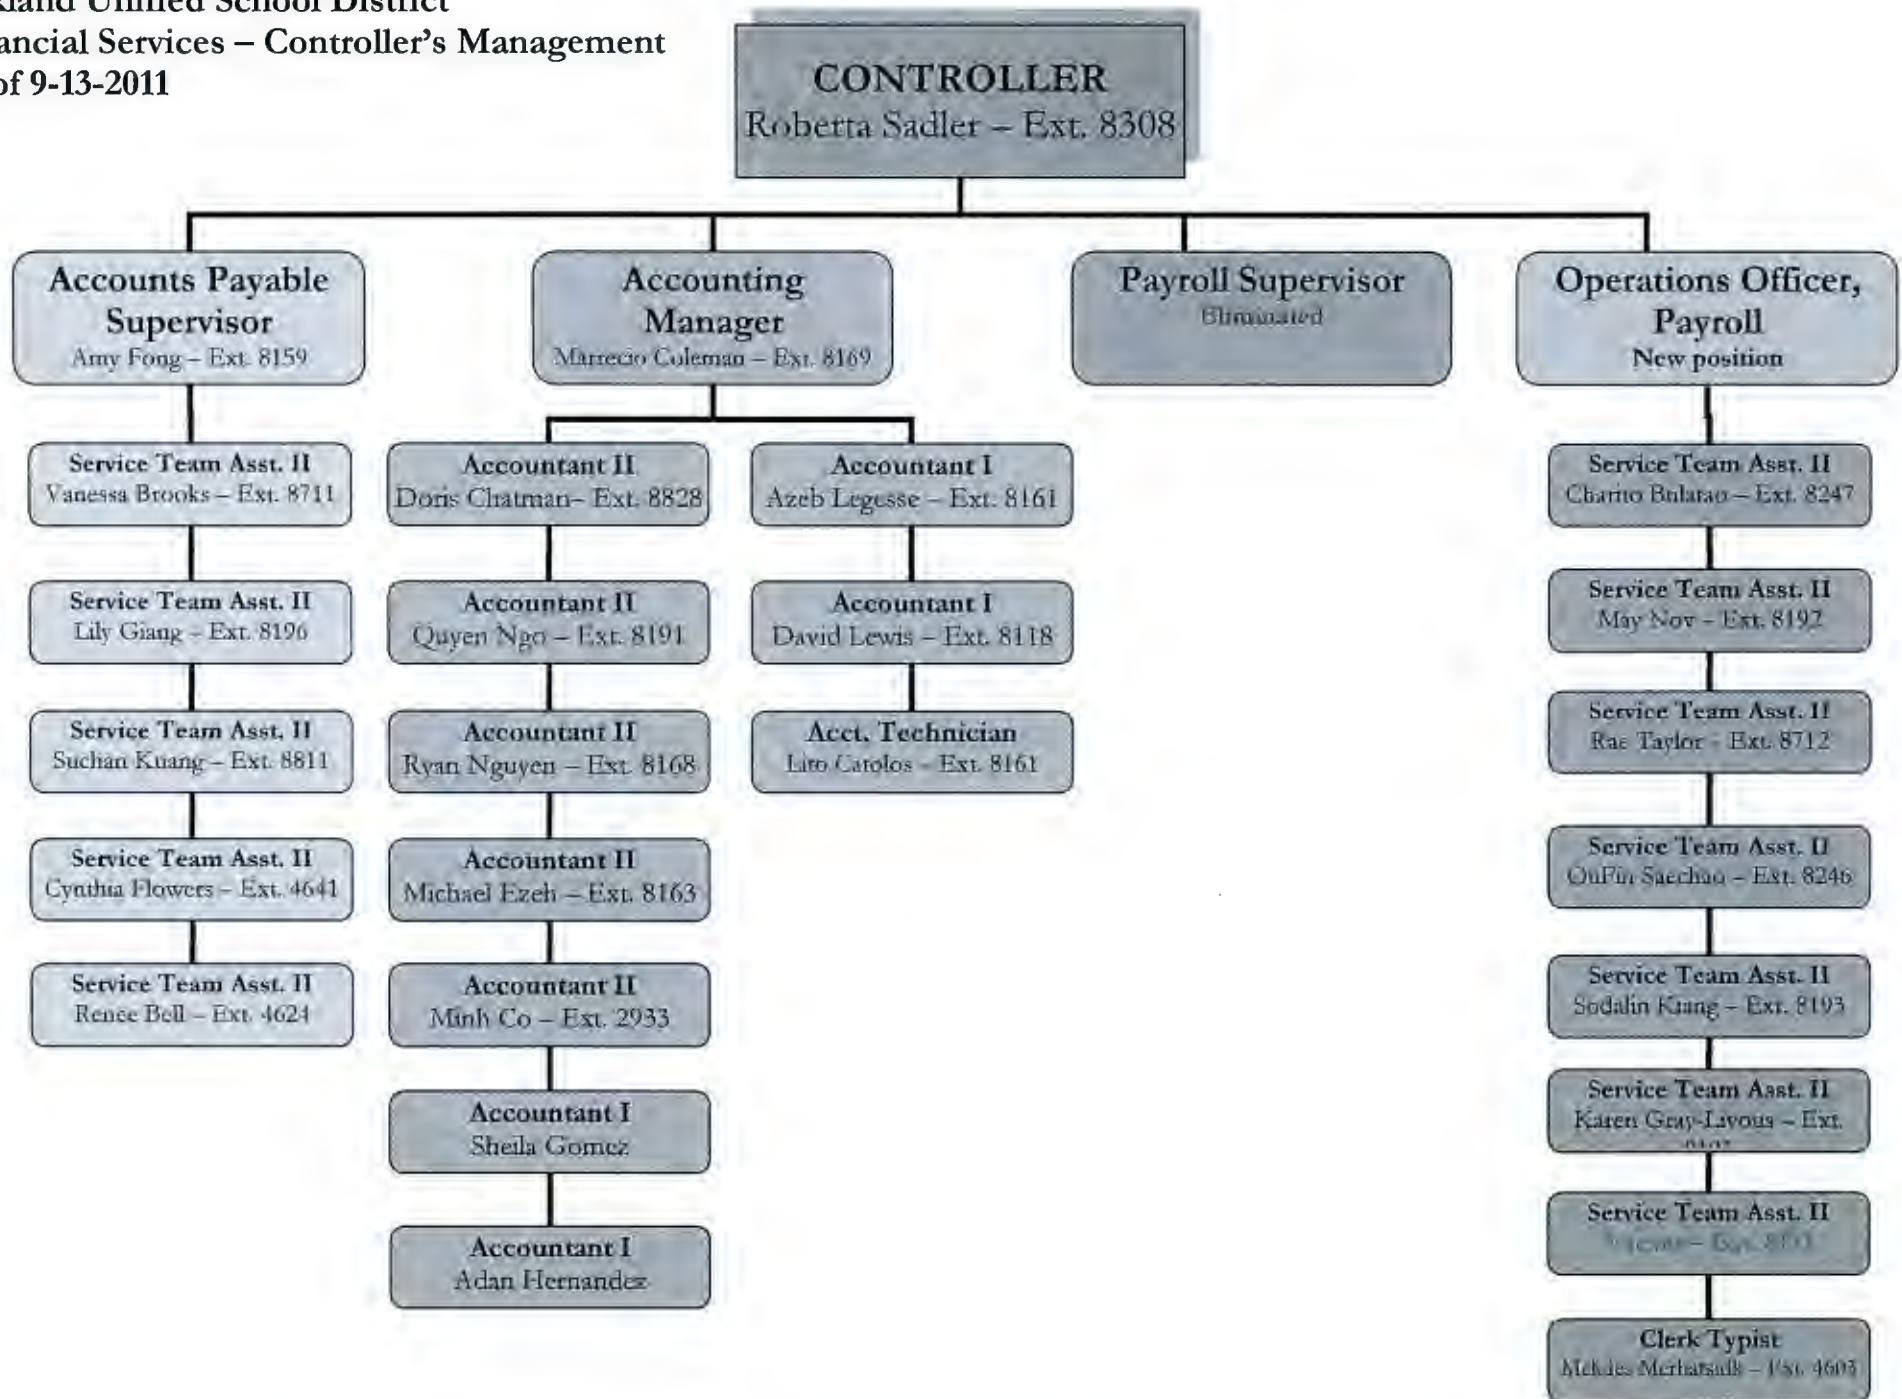 kland Unified School District
ancial Services – Controller's Management
of 9-13-2011
CONTROLLER
Roberta Sadler – Ext. 8308
Accounts Payable
Supervisor
Amy Fong – Ext. 8159
Accounting
Manager
Marrecio Coleman – Ext. 8169
Payroll Supervisor
Eliminated
Operations Officer,
Payroll
New position
Service Team Asst. II
Vanessa Brooks – Ext. 8711
Service Team Asst. II
Lily Giang – Ext. 8196
Service Team Asst. II
Suchan Kuang – Ext. 8811
Service Team Asst. II
Cynthia Flowers – Ext. 4641
Service Team Asst. II
Renee Bell – Ext. 4624
Accountant II
Doris Chatman– Ext. 8828
Accountant II
Quyen Ngo – Ext. 8191
Accountant II
Ryan Nguyen – Ext. 8168
Accountant II
Michael Ezeh – Ext. 8163
Accountant II
Minh Co – Ext. 2933
Accountant I
Sheila Gomez
Accountant I
Adan Hernandez
Accountant I
Azeb Legesse – Ext. 8161
Accountant I
David Lewis – Ext. 8118
Acct. Technician
Lito Catolos – Ext. 8161
Service Team Asst. II
Charito Bulatao – Ext. 8247
Service Team Asst. II
May Nov – Ext. 8192
Service Team Asst. II
Rae Taylor – Ext. 8712
Service Team Asst. II
Saechao – Ext. 8246
Service Team Asst. II
Sodalin Kiang – Ext. 8193
Service Team Asst. II
Karen Gray-Livous – Ext.
Service Team Asst. II
Clerk Typist
– Ext. 4603